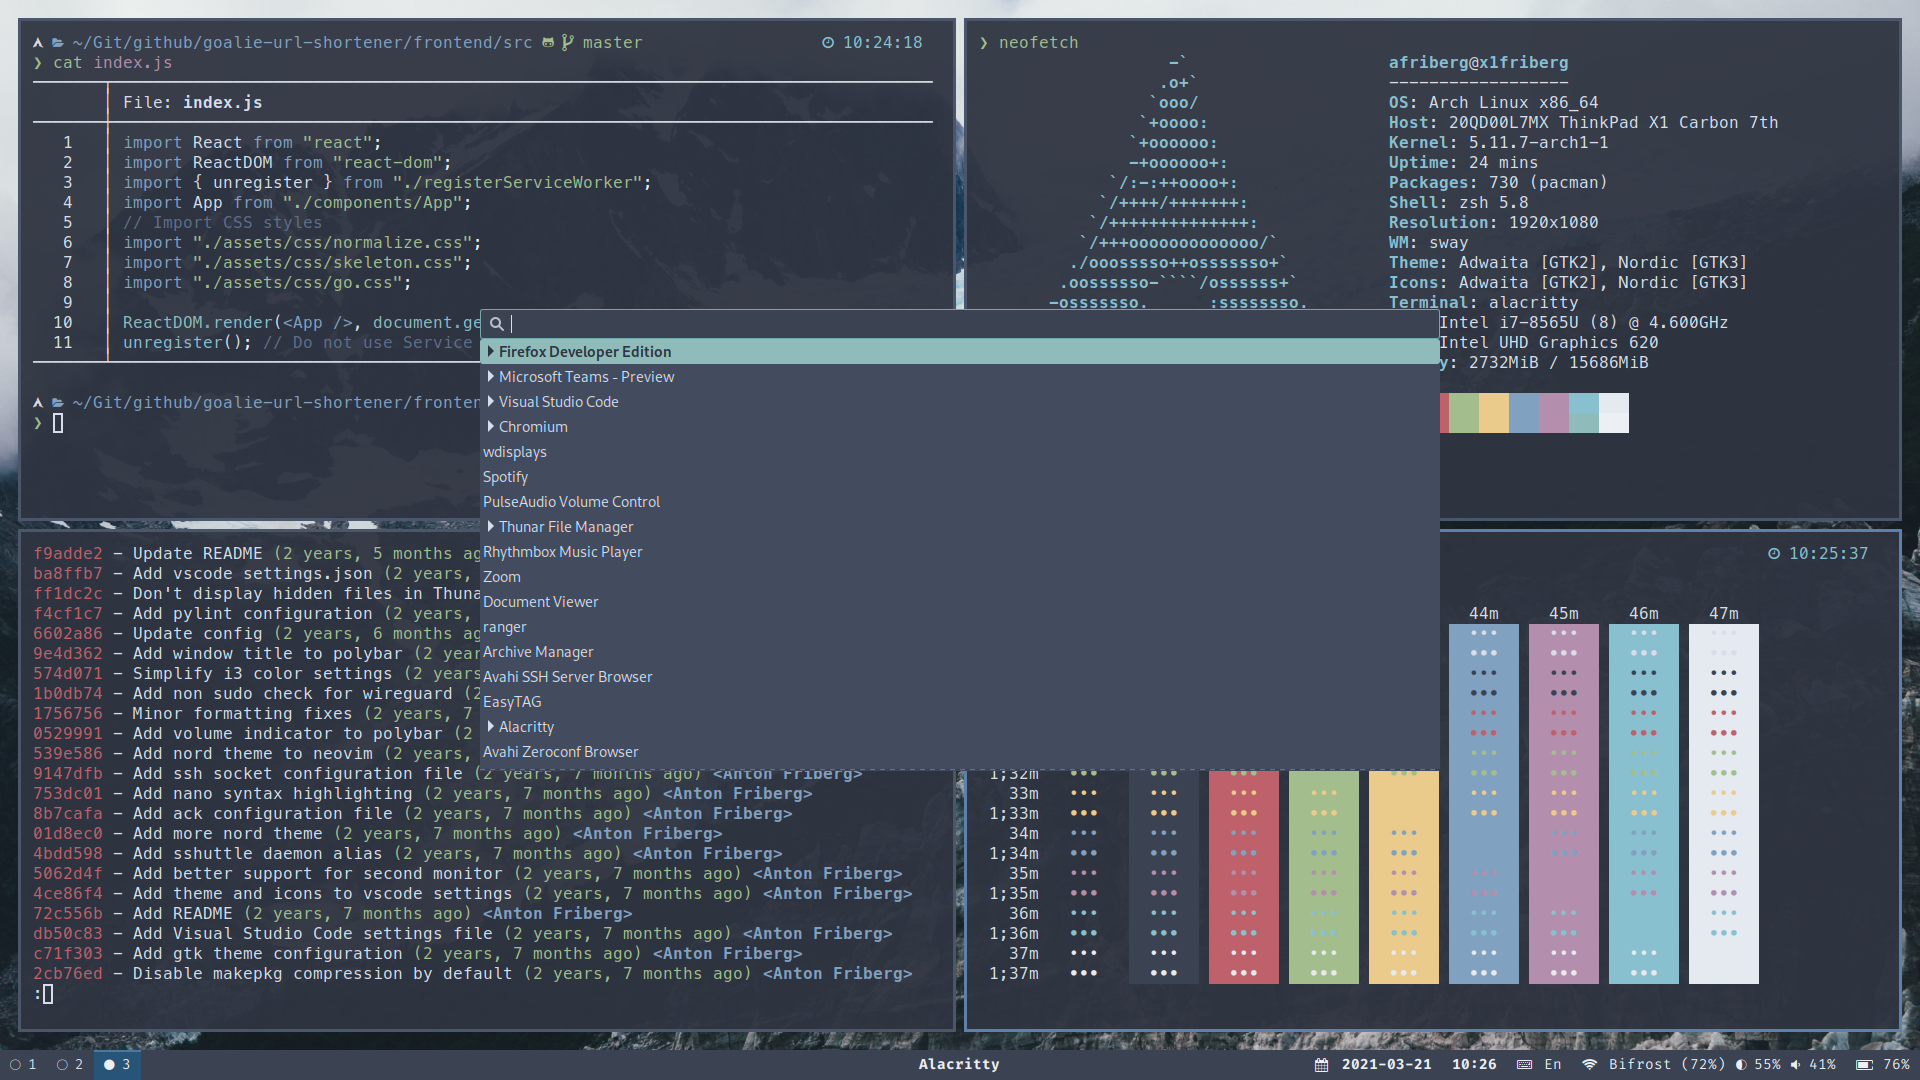 ~/Git/github/goalie-url-shortener/frontend/src master 10:24:18
❯ cat index.js
File: index.js
1 import React from "react";
2 import ReactDOM from "react-dom";
3 import { unregister } from "./registerServiceWorker";
4 import App from "./components/App";
5 // Import CSS styles
6 import "./assets/css/normalize.css";
7 import "./assets/css/skeleton.css";
8 import "./assets/css/go.css";
9
10 ReactDOM.render(<App />, document.ge
11 unregister(); // Do not use Service
~/Git/github/goalie-url-shortener/fronten
❯
❯ neofetch
-`
.o+`
`ooo/
`+oooo:
`+oooooo:
-+oooooo+:
`/:-:++oooo+:
`/++++/+++++++:
`/++++++++++++++:
`/+++ooooooooooooo/`
./ooosssso++osssssso+`
.oossssso-````/ossssss+`
-osssssso. :ssssssso.
afriberg@x1friberg
------------------
OS: Arch Linux x86_64
Host: 20QD00L7MX ThinkPad X1 Carbon 7th
Kernel: 5.11.7-arch1-1
Uptime: 24 mins
Packages: 730 (pacman)
Shell: zsh 5.8
Resolution: 1920x1080
WM: sway
Theme: Adwaita [GTK2], Nordic [GTK3]
Icons: Adwaita [GTK2], Nordic [GTK3]
Terminal: alacritty
Intel i7-8565U (8) @ 4.600GHz
Intel UHD Graphics 620
y: 2732MiB / 15686MiB
Firefox Developer Edition
Microsoft Teams - Preview
Visual Studio Code
Chromium
wdisplays
Spotify
PulseAudio Volume Control
Thunar File Manager
Rhythmbox Music Player
Zoom
Document Viewer
ranger
Archive Manager
Avahi SSH Server Browser
EasyTAG
Alacritty
Avahi Zeroconf Browser
f9adde2 - Update README (2 years, 5 months ag
ba8ffb7 - Add vscode settings.json (2 years,
ff1dc2c - Don't display hidden files in Thuna
f4cf1c7 - Add pylint configuration (2 years,
6602a86 - Update config (2 years, 6 months ag
9e4d362 - Add window title to polybar (2 year
574d071 - Simplify i3 color settings (2 years
1b0db74 - Add non sudo check for wireguard (2
1756756 - Minor formatting fixes (2 years, 7
0529991 - Add volume indicator to polybar (2
539e586 - Add nord theme to neovim (2 years,
9147dfb - Add ssh socket configuration file (2 years, 7 months ago) <Anton Friberg>
753dc01 - Add nano syntax highlighting (2 years, 7 months ago) <Anton Friberg>
8b7cafa - Add ack configuration file (2 years, 7 months ago) <Anton Friberg>
01d8ec0 - Add more nord theme (2 years, 7 months ago) <Anton Friberg>
4bdd598 - Add sshuttle daemon alias (2 years, 7 months ago) <Anton Friberg>
5062d4f - Add better support for second monitor (2 years, 7 months ago) <Anton Friberg>
4ce86f4 - Add theme and icons to vscode settings (2 years, 7 months ago) <Anton Friberg>
72c556b - Add README (2 years, 7 months ago) <Anton Friberg>
db50c83 - Add Visual Studio Code settings file (2 years, 7 months ago) <Anton Friberg>
c71f303 - Add gtk theme configuration (2 years, 7 months ago) <Anton Friberg>
2cb76ed - Disable makepkg compression by default (2 years, 7 months ago) <Anton Friberg>
:
10:25:37
44m 45m 46m 47m
1;32m
33m
1;33m
34m
1;34m
35m
1;35m
36m
1;36m
37m
1;37m
1 2 3 Alacritty 2021-03-21 10:26 En Bifrost (72%) 55% 41% 76%